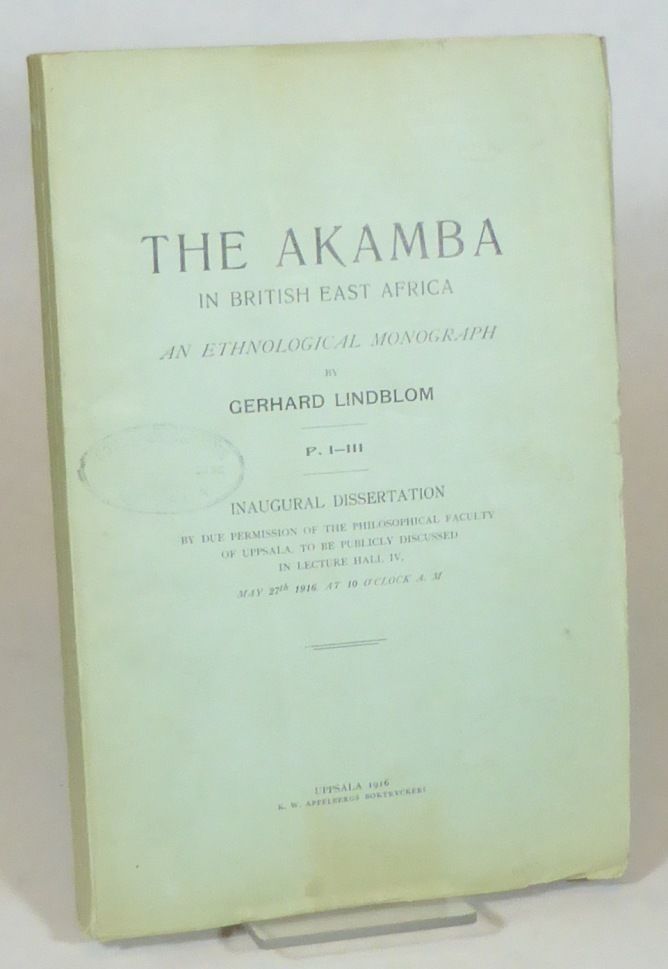 THE AKAMBA
IN BRITISH EAST AFRICA
AN ETHNOLOGICAL MONOGRAPH
BY
GERHARD LINDBLOM
P. I—III
INAUGURAL DISSERTATION
BY DUE PERMISSION OF THE PHILOSOPHICAL FACULTY
OF UPPSALA, TO BE PUBLICLY DISCUSSED
IN LECTURE HALL IV,
MAY 27th 1916 AT 10 O'CLOCK A. M
UPPSALA 1916
K. W. APPELBERGS BOKTRYCKERI